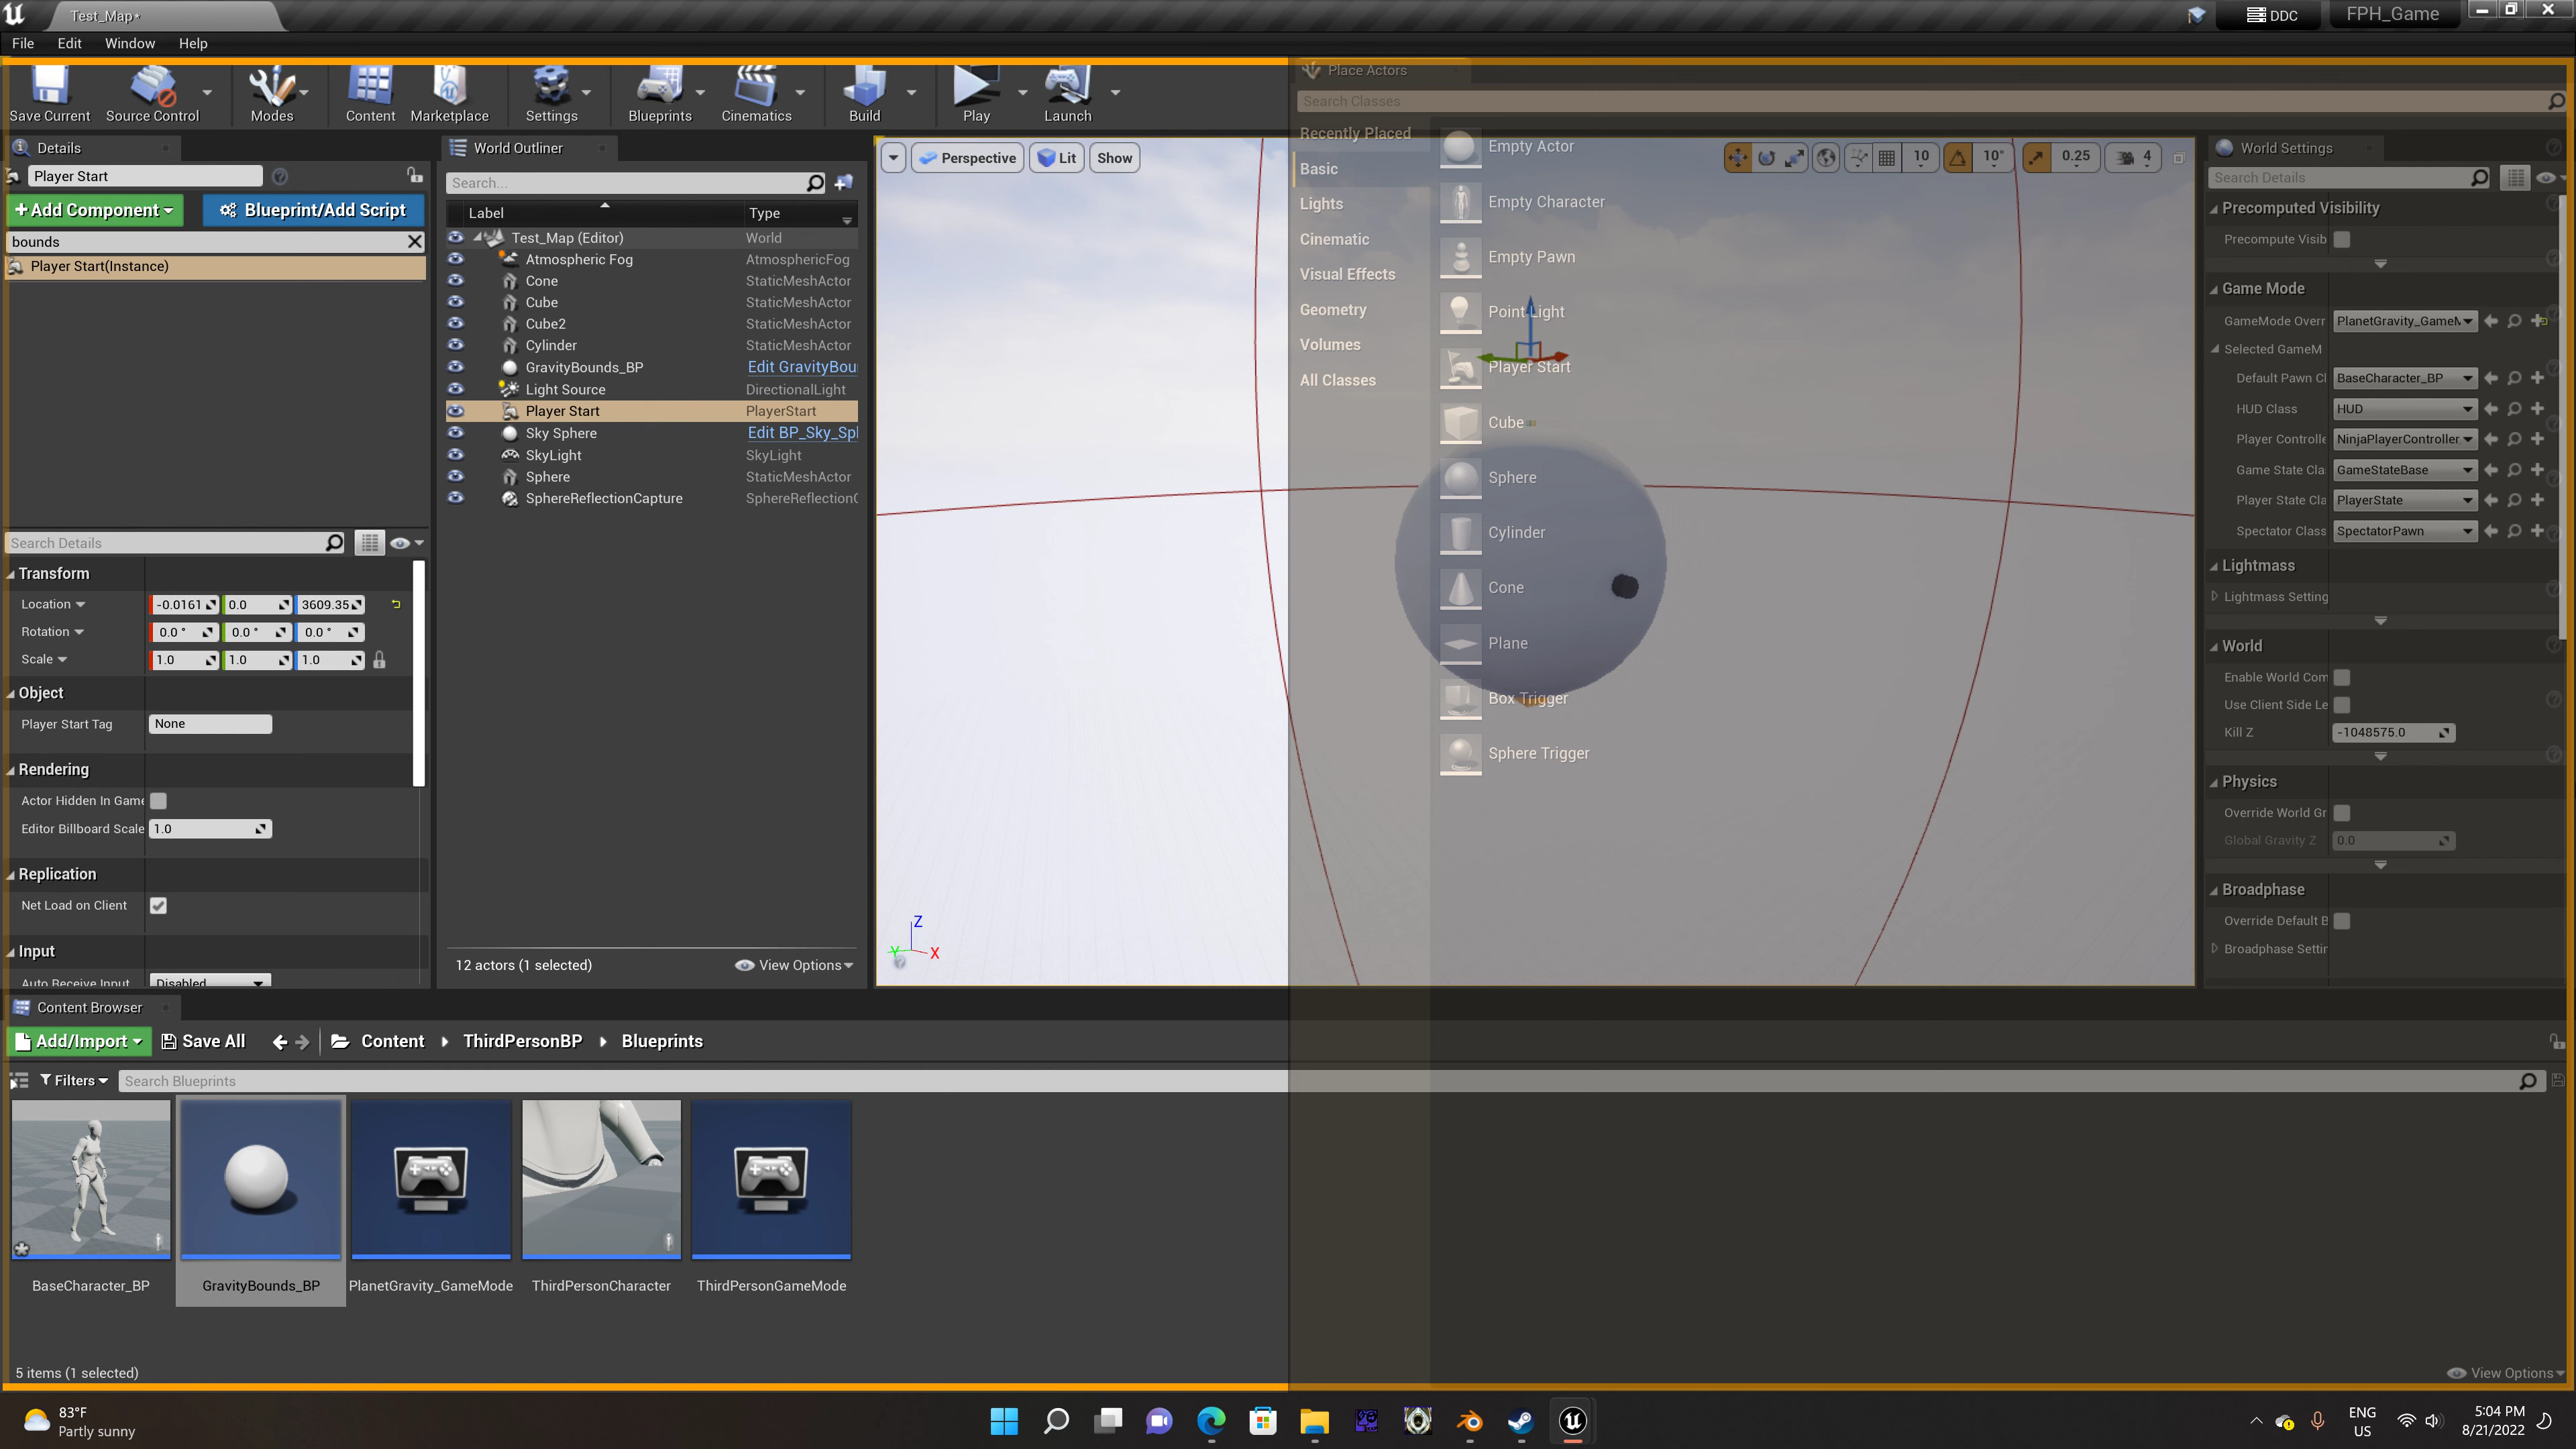 Test_Map*
DDC
FPH_Game
File Edit Window Help
Save Current
Source Control
Modes
Content
Marketplace
Settings
Blueprints
Cinematics
Build
Play
Launch
Details
Player Start
+Add Component
Blueprint/Add Script
bounds
Player Start(Instance)
Search Details
Transform
Location -0.0161 0.0 3609.35
Rotation 0.0 ° 0.0 ° 0.0 °
Scale 1.0 1.0 1.0
Object
Player Start Tag None
Rendering
Actor Hidden In Game
Editor Billboard Scale 1.0
Replication
Net Load on Client
Input
Auto Receive Input Disabled
World Outliner
Search...
Label Type
Test_Map (Editor) World
Atmospheric Fog AtmosphericFog
Cone StaticMeshActor
Cube StaticMeshActor
Cube2 StaticMeshActor
Cylinder StaticMeshActor
GravityBounds_BP Edit GravityBou
Light Source DirectionalLight
Player Start PlayerStart
Sky Sphere Edit BP_Sky_Spl
SkyLight SkyLight
Sphere StaticMeshActor
SphereReflectionCapture SphereReflectionC
12 actors (1 selected) View Options
Perspective Lit Show
10 10° 0.25 4
Z
Y X
Place Actors
Search Classes
Recently Placed
Basic
Lights
Cinematic
Visual Effects
Geometry
Volumes
All Classes
Empty Actor
Empty Character
Empty Pawn
Point Light
Player Start
Cube
Sphere
Cylinder
Cone
Plane
Box Trigger
Sphere Trigger
World Settings
Search Details
Precomputed Visibility
Precompute Visib
Game Mode
GameMode Overr PlanetGravity_GameM
Selected GameM
Default Pawn Cl BaseCharacter_BP
HUD Class HUD
Player Controlle NinjaPlayerController
Game State Cla GameStateBase
Player State Cla PlayerState
Spectator Class SpectatorPawn
Lightmass
Lightmass Setting
World
Enable World Com
Use Client Side Le
Kill Z -1048575.0
Physics
Override World Gr
Global Gravity Z 0.0
Broadphase
Override Default B
Broadphase Settin
Content Browser
Add/Import Save All Content ThirdPersonBP Blueprints
Filters Search Blueprints
BaseCharacter_BP
GravityBounds_BP
PlanetGravity_GameMode
ThirdPersonCharacter
ThirdPersonGameMode
5 items (1 selected)
View Options
83°F
Partly sunny
ENG
US
5:04 PM
8/21/2022